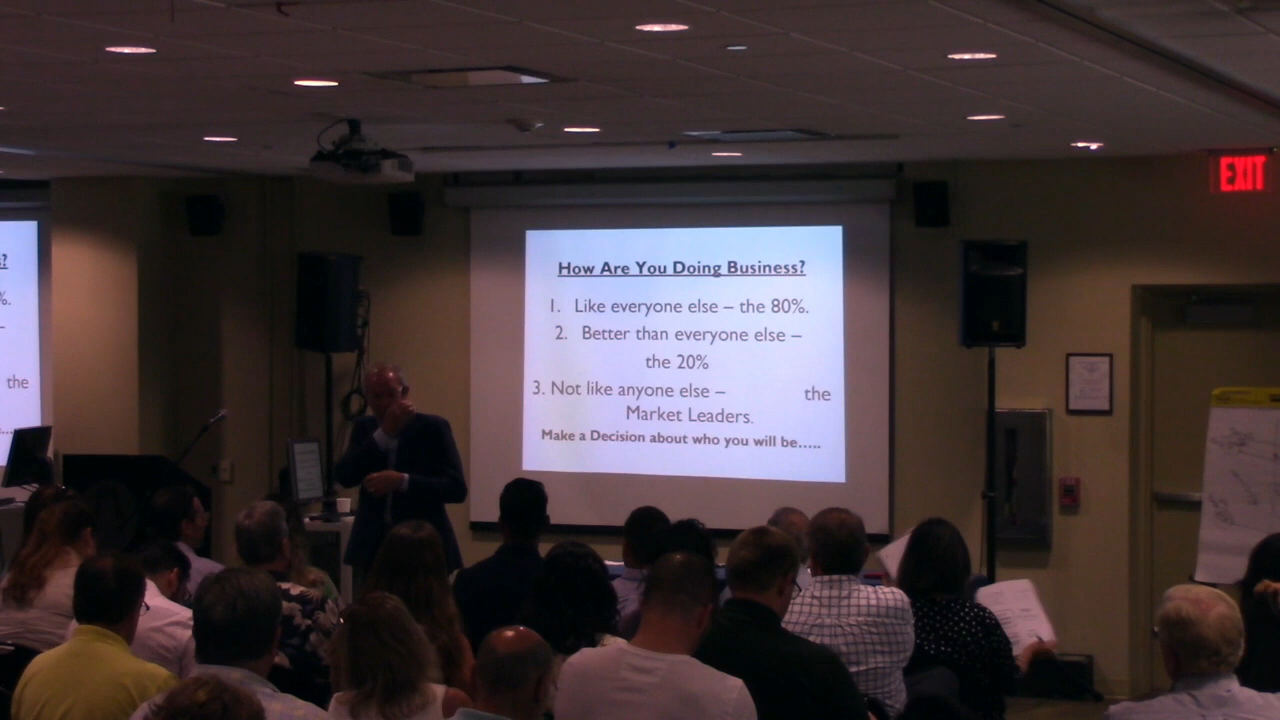 EXIT
?
How Are You Doing Business?
%.
1. Like everyone else – the 80%.
–
2. Better than everyone else –
the 20%
the
3. Not like anyone else – the
Market Leaders.
Make a Decision about who you will be.....